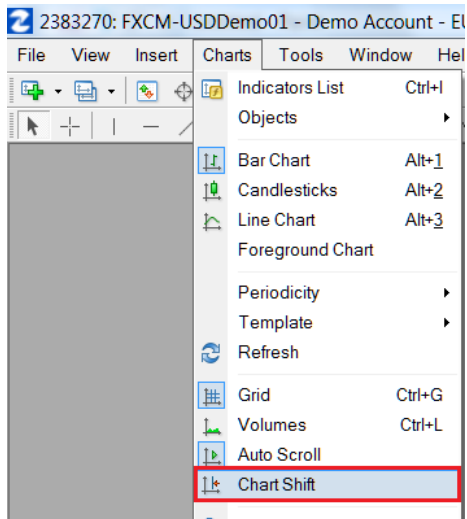 2383270: FXCM-USDDemo01 - Demo Account - EU
File View Insert Charts Tools Window Hel
Indicators List Ctrl+I
Objects
Bar Chart Alt+1
Candlesticks Alt+2
Line Chart Alt+3
Foreground Chart
Periodicity
Template
Refresh
Grid Ctrl+G
Volumes Ctrl+L
Auto Scroll
Chart Shift